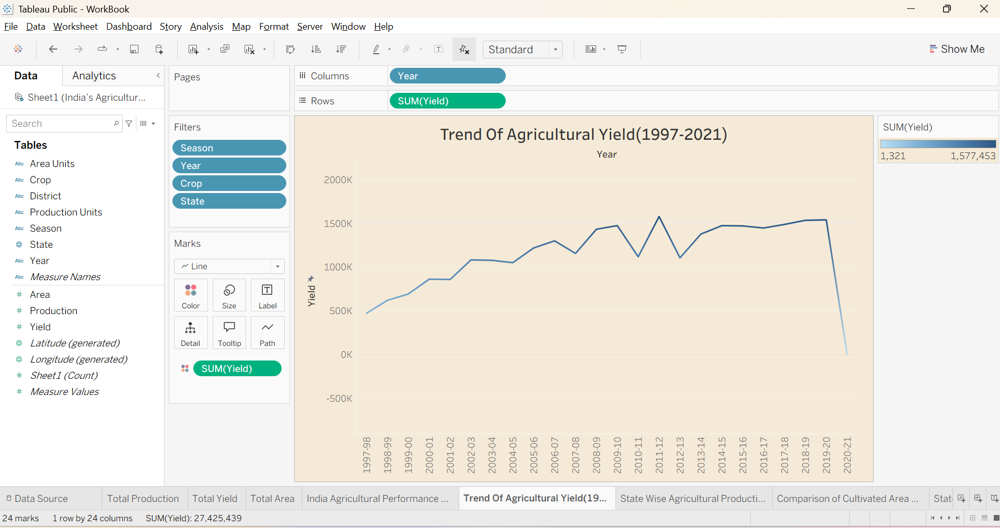 Tableau Public - WorkBook
File Data Worksheet Dashboard Story Analysis Map Format Server Window Help
Standard
Show Me
Data Analytics
Sheet1 (India's Agricultur...
Search
Tables
Abc Area Units
Abc Crop
Abc District
Abc Production Units
Abc Season
State
Abc Year
Abc Measure Names
# Area
# Production
# Yield
Latitude (generated)
Longitude (generated)
# Sheet1 (Count)
# Measure Values
Pages
Filters
Season
Year
Crop
State
Marks
Line
Color Size Label
Detail Tooltip Path
SUM(Yield)
Columns Year
Rows SUM(Yield)
Trend Of Agricultural Yield(1997-2021)
Year
2000K
1500K
1000K
500K
0K
-500K
Yield
1997-98 1998-99 1999-00 2000-01 2001-02 2002-03 2003-04 2004-05 2005-06 2006-07 2007-08 2008-09 2009-10 2010-11 2011-12 2012-13 2013-14 2014-15 2015-16 2016-17 2017-18 2018-19 2019-20 2020-21
SUM(Yield)
1,321 1,577,453
Data Source Total Production Total Yield Total Area India Agricultural Performance ... Trend Of Agricultural Yield(19... State Wise Agricultural Producti... Comparison of Cultivated Area ... Stat
24 marks 1 row by 24 columns SUM(Yield): 27,425,439